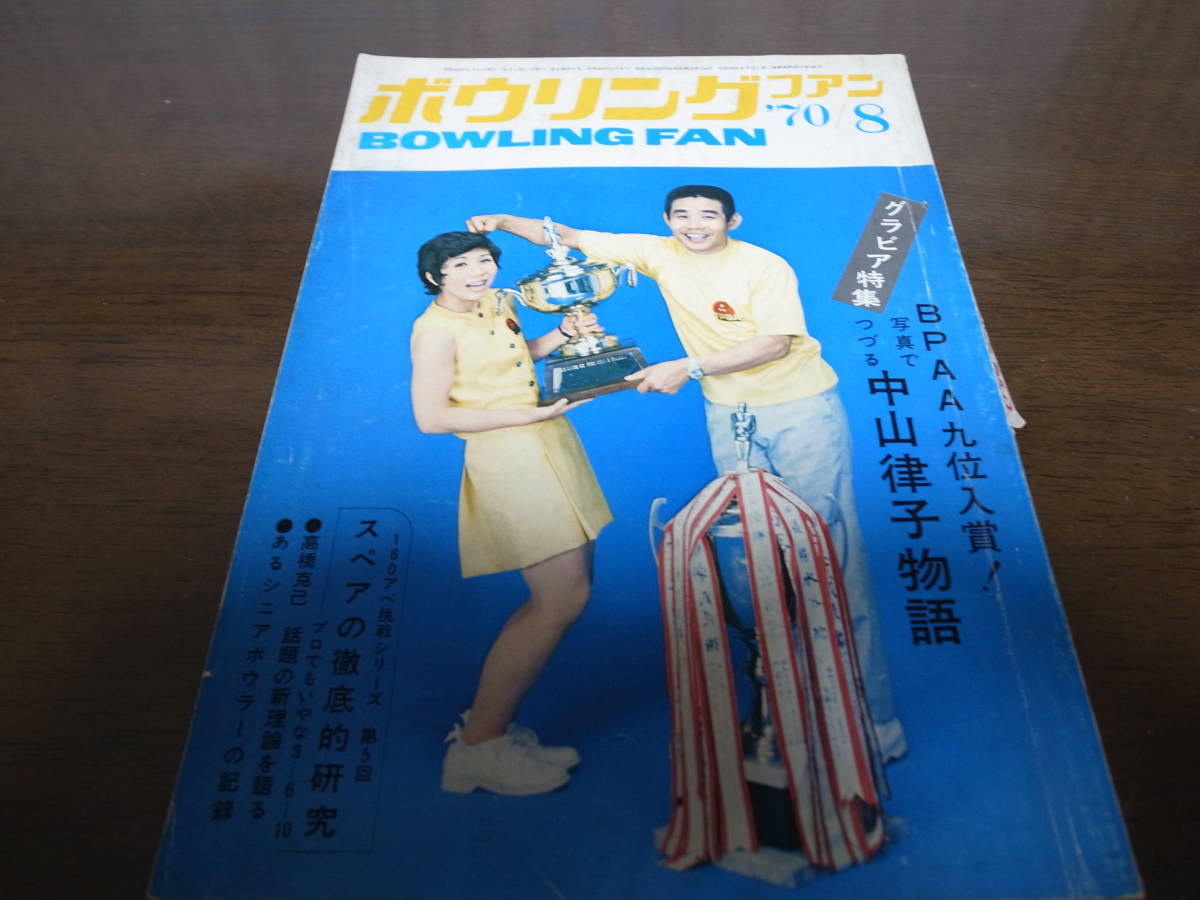 ボウリングファン
'70/8
BOWLING FAN
グラビア特集
BPAA九位入賞!
写真で
つづる
中山律子物語
180アベ挑戦シリーズ 第5回
スペアの徹底的研究
プロでもいやな3-6-10
●高橋克己 話題の新理論を語る
●あるシニアボウラーの記録